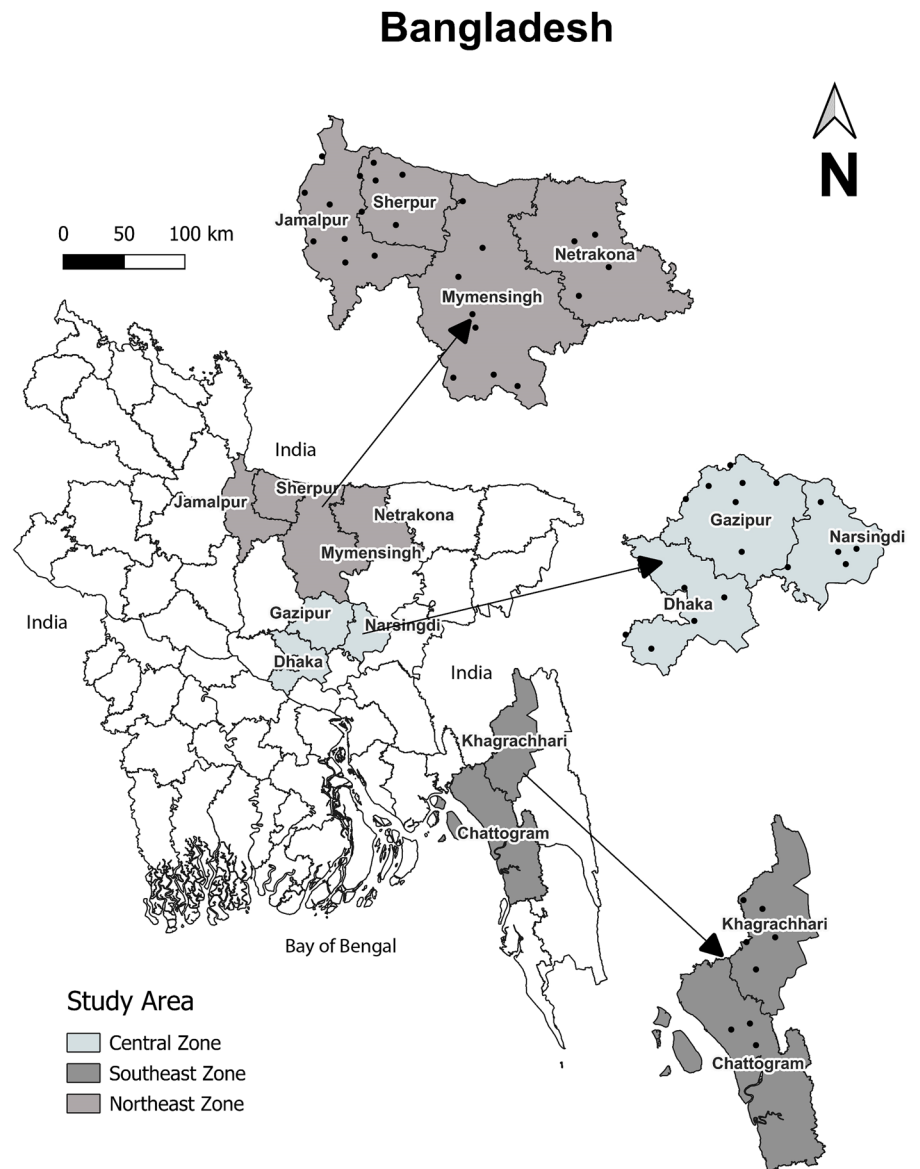 Bangladesh
N
0 50 100 km
Jamalpur
Sherpur
Netrakona
Mymensingh
India
Jamalpur
Sherpur
Netrakona
Mymensingh
Gazipur
Narsingdi
Dhaka
India
Gazipur
Narsingdi
Dhaka
India
Khagrachhari
Chattogram
Khagrachhari
Chattogram
Bay of Bengal
Study Area
Central Zone
Southeast Zone
Northeast Zone